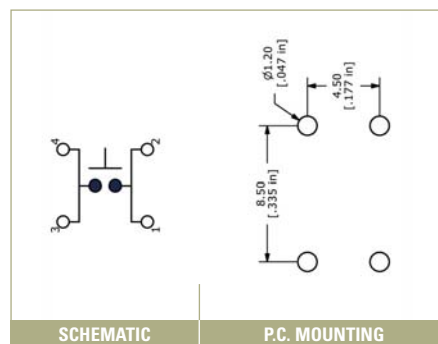 4
2
3
1
Ø1.20
[.047 in]
4.50
[.177 in]
8.50
[.335 in]
SCHEMATIC
P.C. MOUNTING